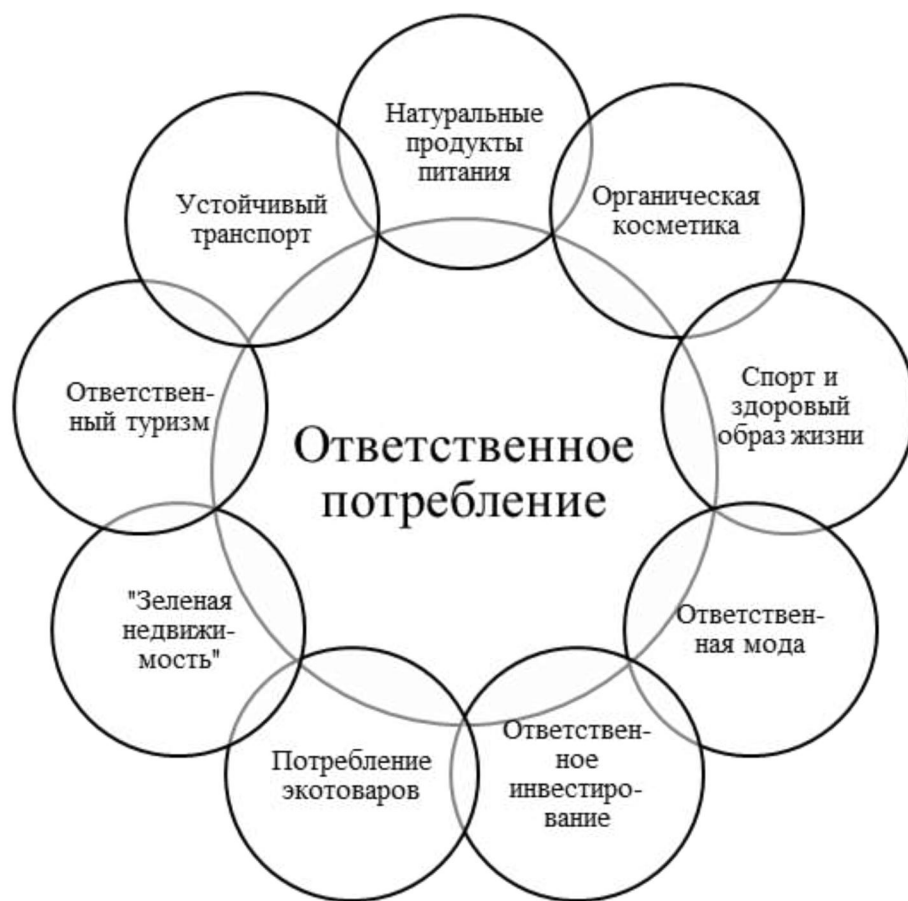 Натуральные
продукты
питания
Органическая
косметика
Спорт и
здоровый
образ жизни
Ответствен-
ная мода
Ответствен-
ное
инвестиро-
вание
Потребление
экотоваров
"Зеленая
недвижи-
мость"
Ответствен-
ный туризм
Устойчивый
транспорт
Ответственное
потребление